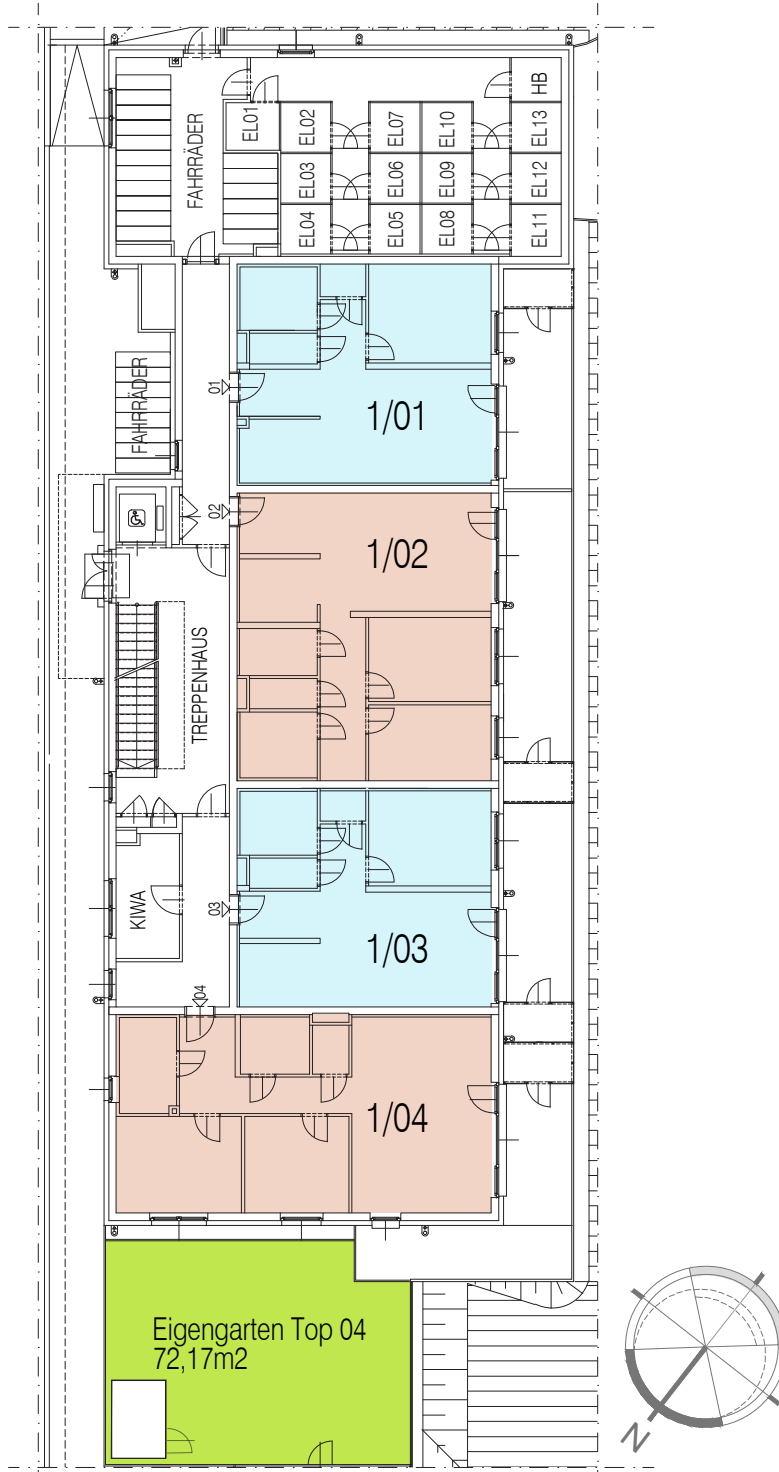 HB
FAHRRÄDER
EL01
EL02
EL07
EL10
EL13
EL03
EL06
EL09
EL12
EL04
EL05
EL08
EL11
01
1/01
FAHRRÄDER
02
1/02
TREPPENHAUS
KIWA
03
1/03
04
1/04
Eigengarten Top 04
72,17m2
N